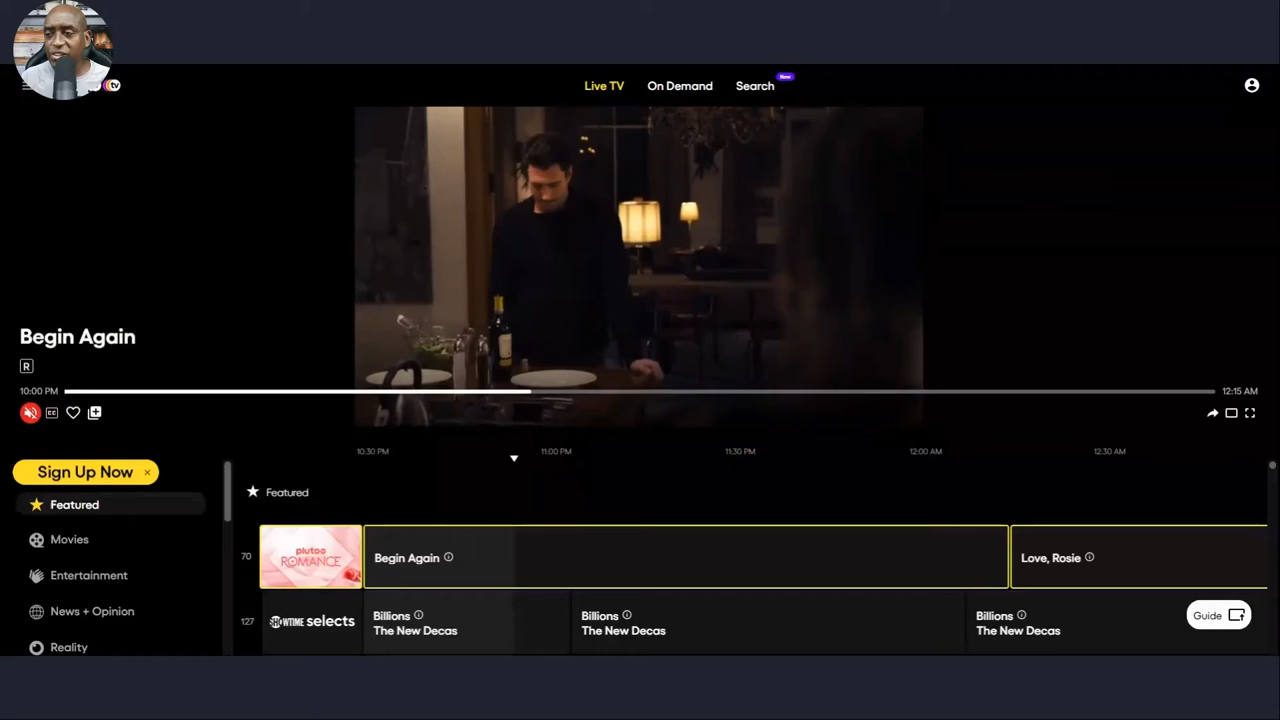 tv
Live TV
On Demand
Search
New
Begin Again
R
10:00 PM
12:15 AM
CC
10:30 PM
11:00 PM
11:30 PM
12:00 AM
12:30 AM
Sign Up Now ×
Featured
Movies
Entertainment
News + Opinion
Reality
Featured
70
pluto tv
ROMANCE
Begin Again
Love, Rosie
127
SHOWTIME selects
Billions
The New Decas
Billions
The New Decas
Billions
The New Decas
Guide